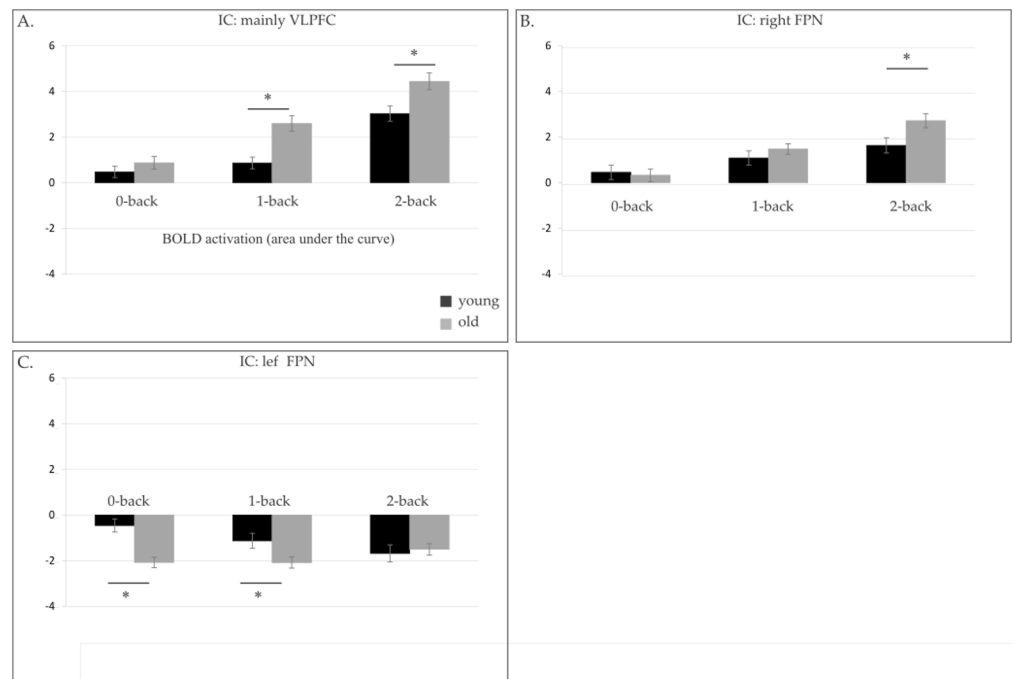 A.
IC: mainly VLPFC
6
4
2
0
-2
-4
*
*
0-back
1-back
2-back
BOLD activation (area under the curve)
young
old
B.
IC: right FPN
6
4
2
0
-2
-4
*
0-back
1-back
2-back
C.
IC: lef FPN
6
4
2
0
-2
-4
0-back
1-back
2-back
*
*